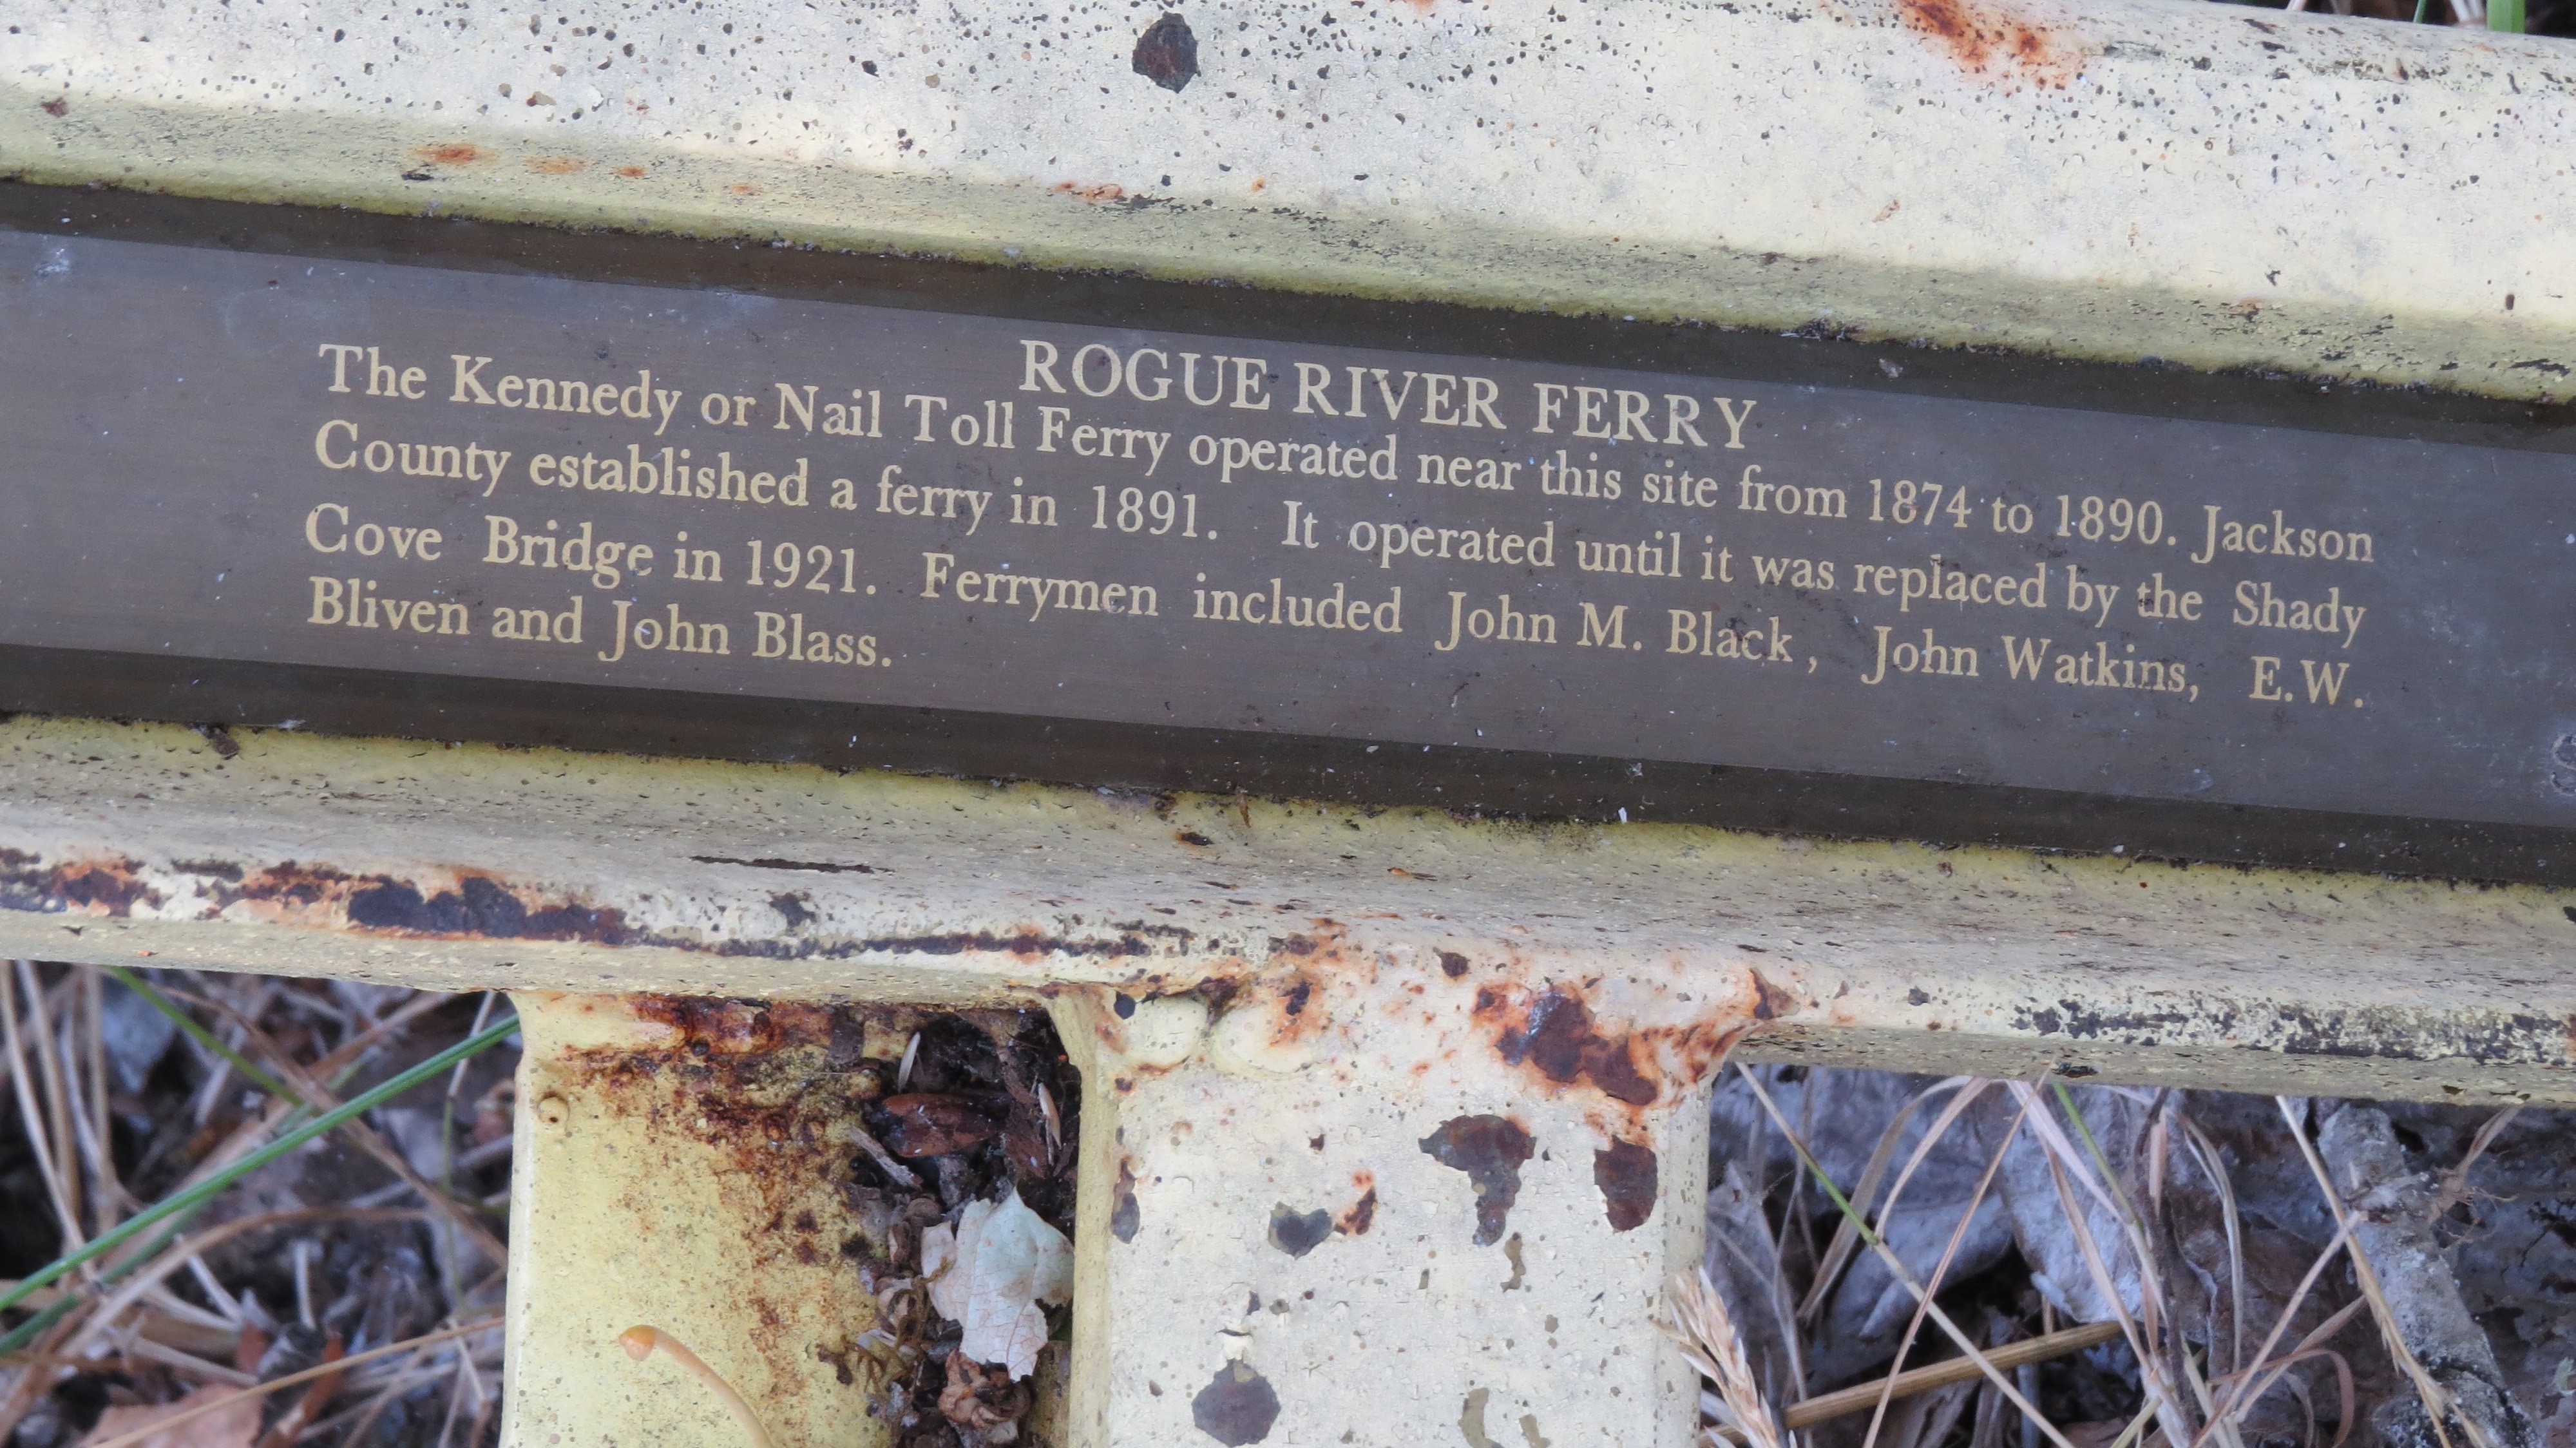 ROGUE RIVER FERRY
The Kennedy or Nail Toll Ferry operated near this site from 1874 to 1890. Jackson
County established a ferry in 1891. It operated until it was replaced by the Shady
Cove Bridge in 1921. Ferrymen included John M. Black, John Watkins, E.W.
Bliven and John Blass.